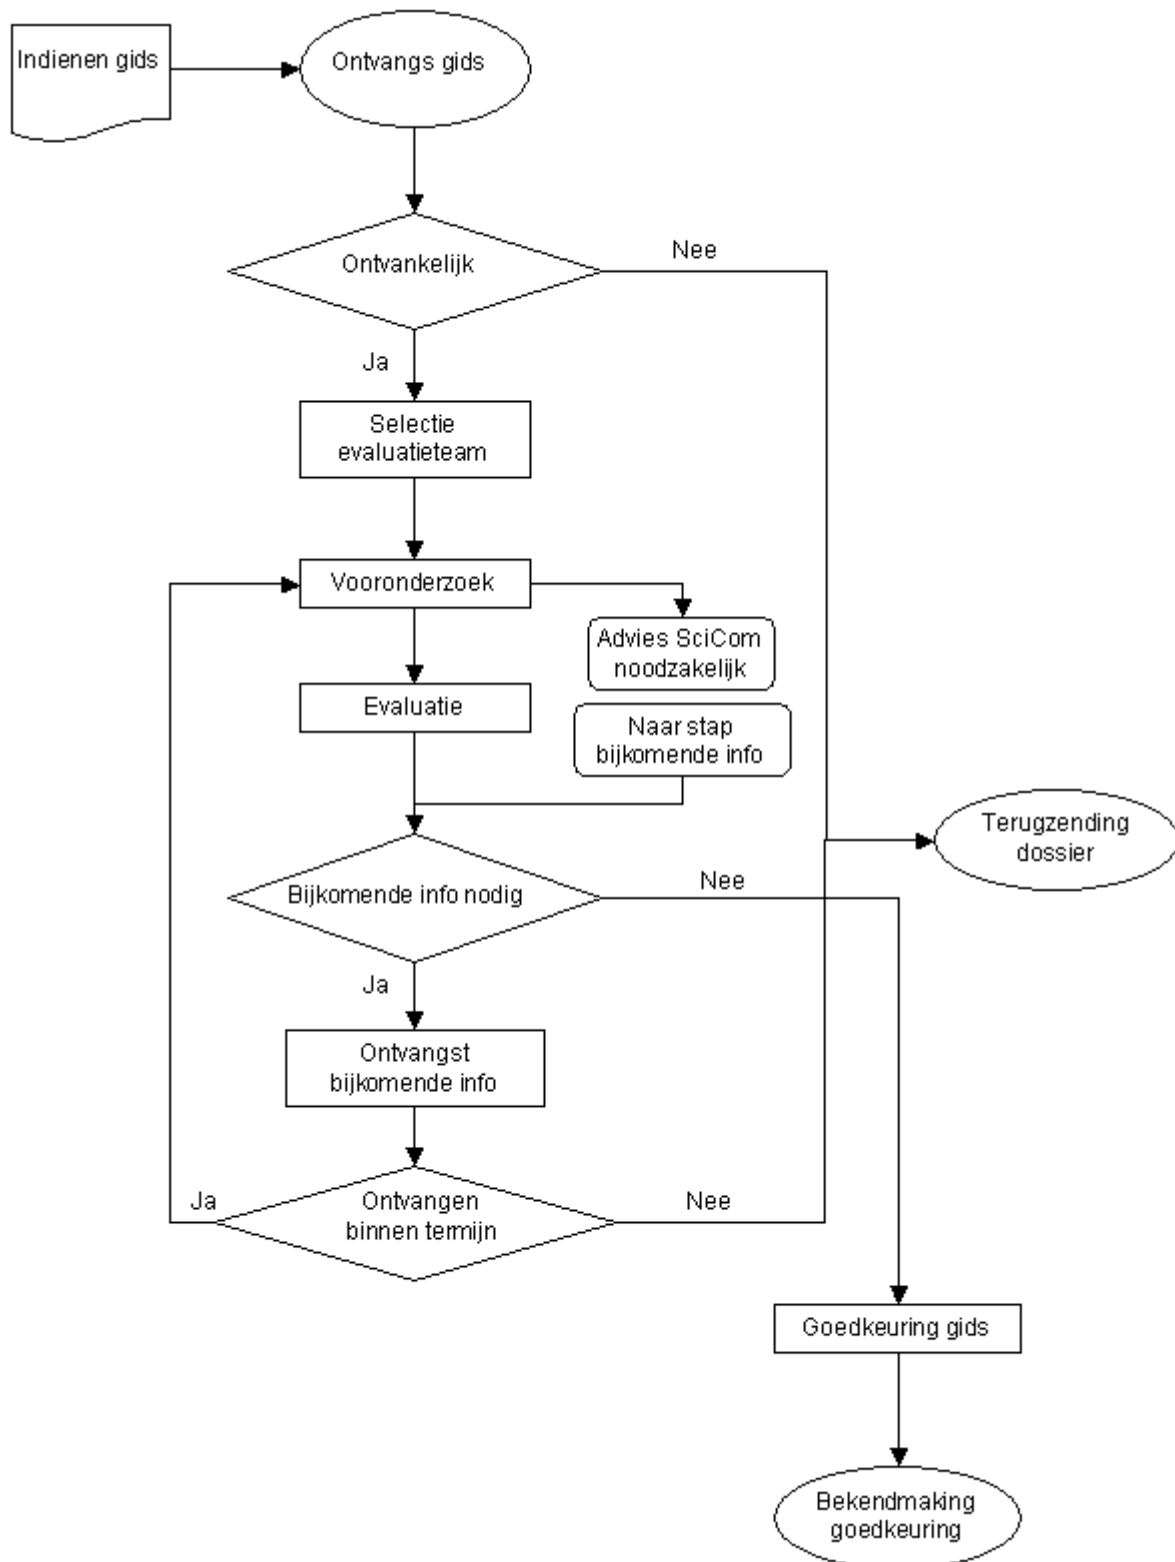 Indienen gids
Ontvangs gids
Ontvankelijk
Nee
Ja
Selectie
evaluatieteam
Vooronderzoek
Advies SciCom
noodzakelijk
Evaluatie
Naar stap
bijkomende info
Terugzending
dossier
Bijkomende info nodig
Nee
Ja
Ontvangst
bijkomende info
Ja
Ontvangen
binnen termijn
Nee
Goedkeuring gids
Bekendmaking
goedkeuring